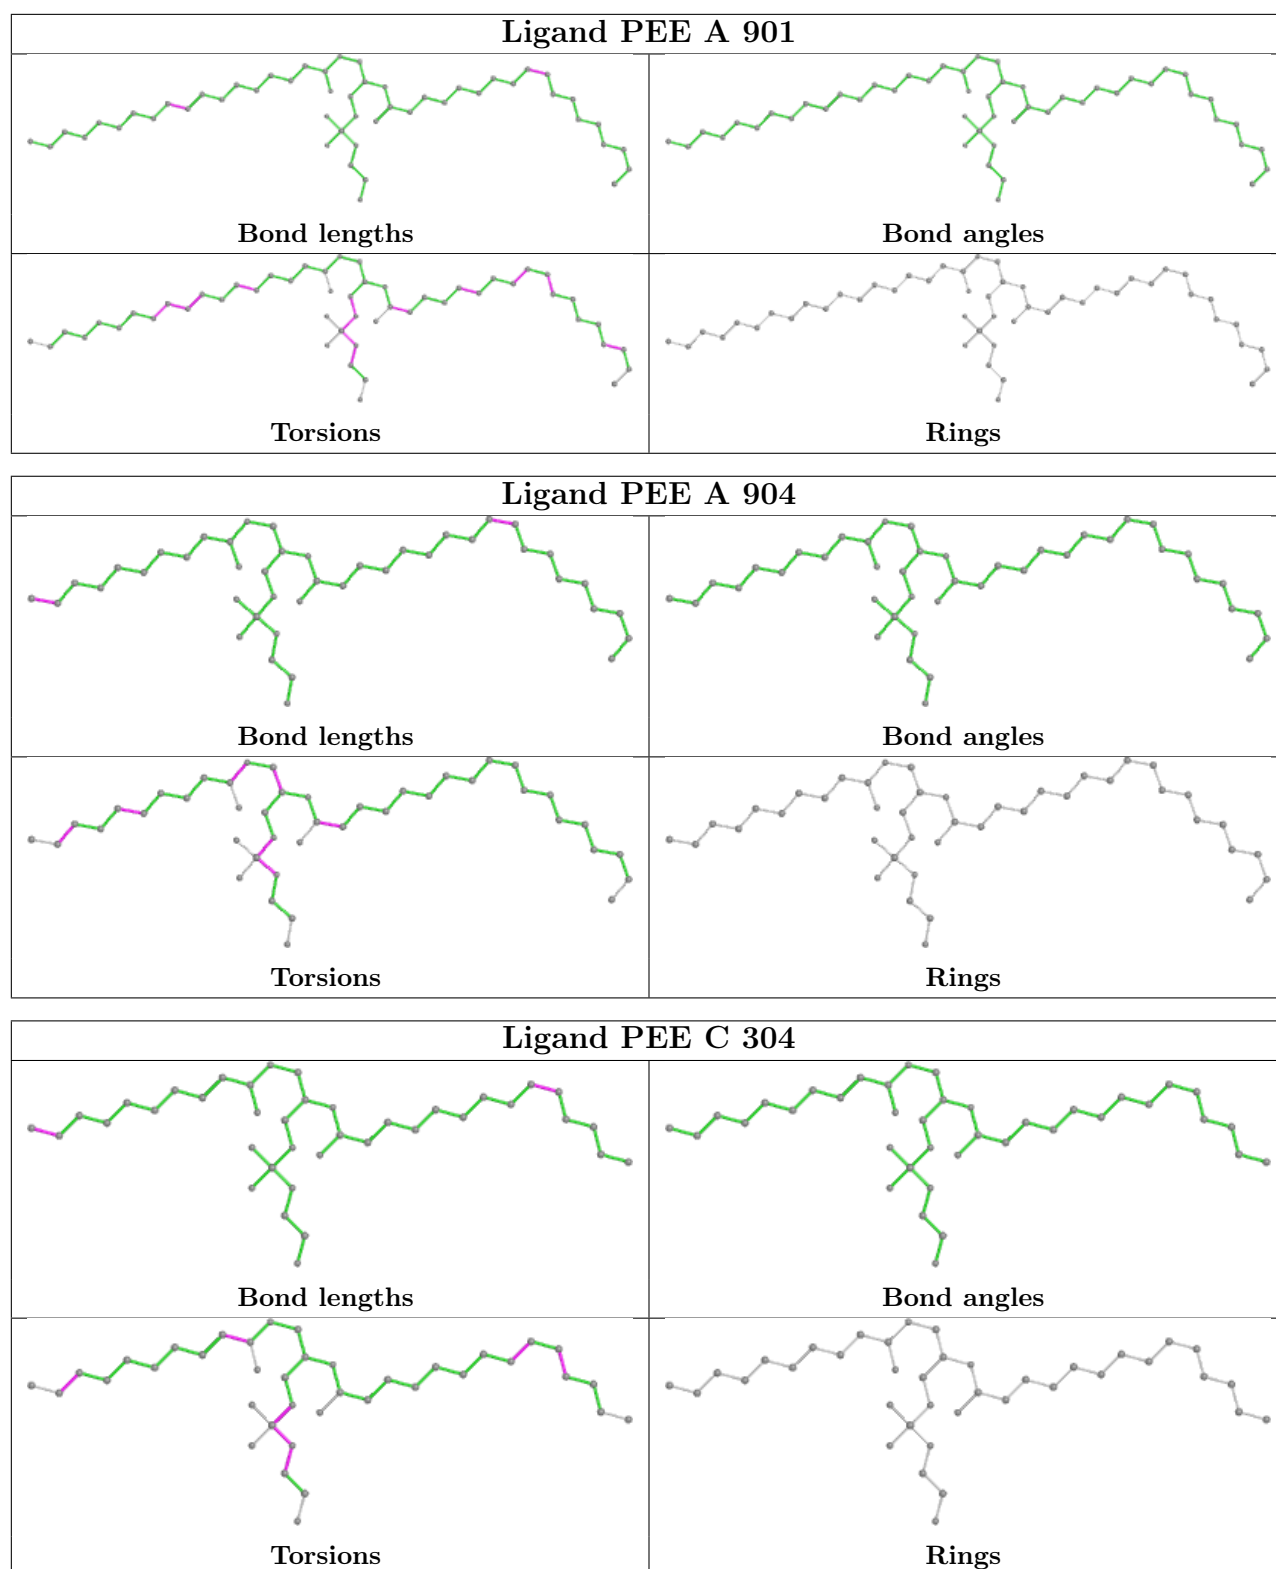 Ligand PEE A 901
Bond lengths
Bond angles
Torsions
Rings
Ligand PEE A 904
Bond lengths
Bond angles
Torsions
Rings
Ligand PEE C 304
Bond lengths
Bond angles
Torsions
Rings